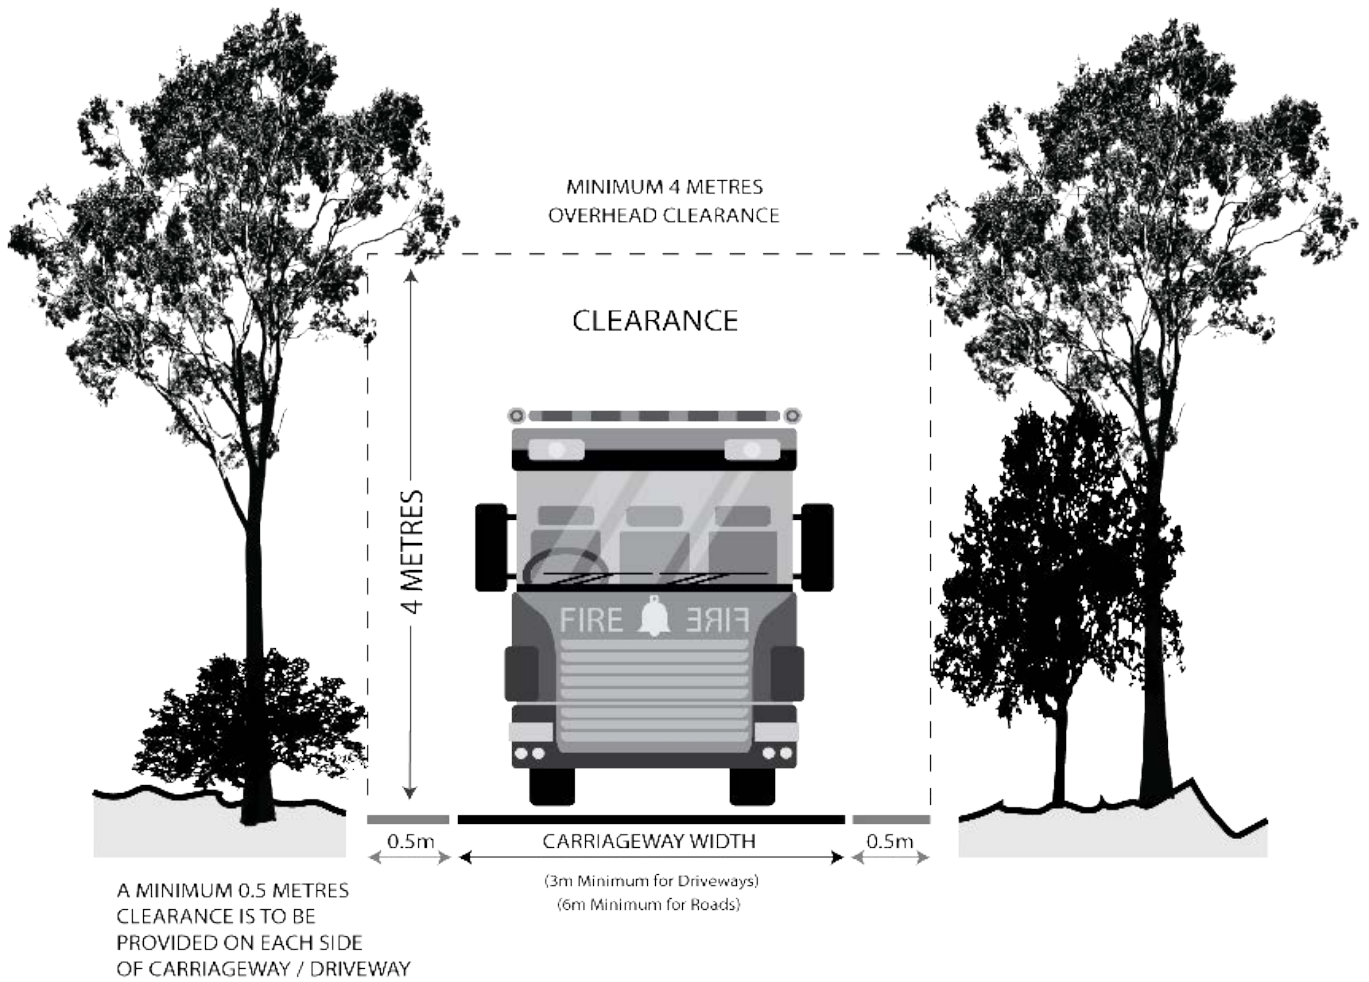 MINIMUM 4 METRES
OVERHEAD CLEARANCE
CLEARANCE
4 METRES
FIRE FIRE
0.5m
CARRIAGEWAY WIDTH
0.5m
(3m Minimum for Driveways)
(6m Minimum for Roads)
A MINIMUM 0.5 METRES
CLEARANCE IS TO BE
PROVIDED ON EACH SIDE
OF CARRIAGEWAY / DRIVEWAY